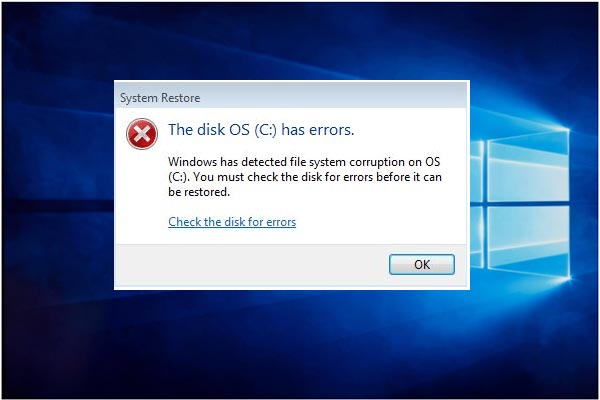 System Restore
The disk OS (C:) has errors.
Windows has detected file system corruption on OS
(C:). You must check the disk for errors before it can
be restored.
Check the disk for errors
OK